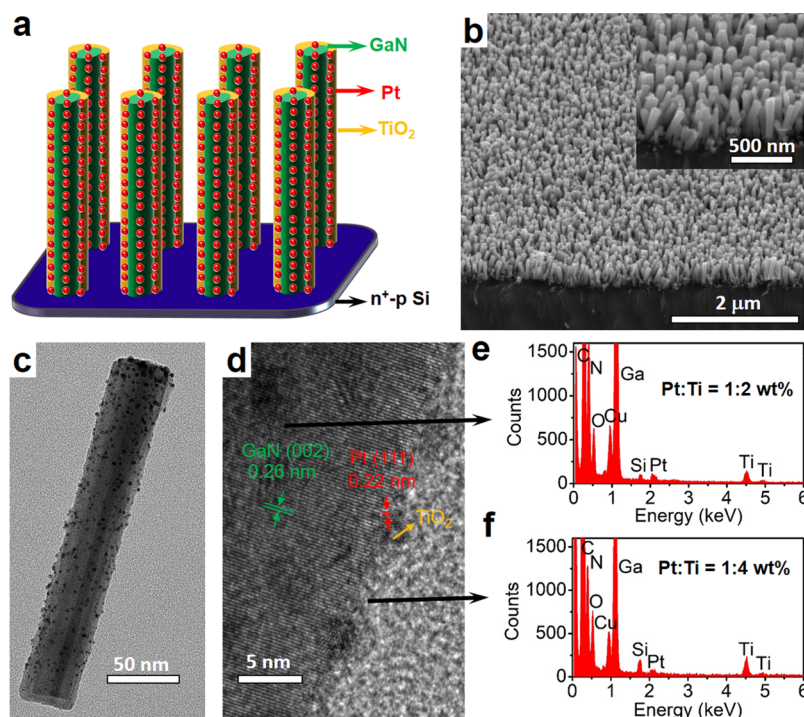 a
GaN
Pt
TiO₂
n⁺-p Si
b
500 nm
2 μm
c
50 nm
d
GaN (002)
0.26 nm
Pt (111)
0.22 nm
TiO₂
5 nm
e
1500
1000
500
0
Counts
C
N
O
Cu
Ga
Si
Pt
Ti
Ti
Pt:Ti = 1:2 wt%
0 1 2 3 4 5 6
Energy (keV)
f
1500
1000
500
0
Counts
C
N
O
Cu
Ga
Si
Pt
Ti
Ti
Pt:Ti = 1:4 wt%
0 1 2 3 4 5 6
Energy (keV)